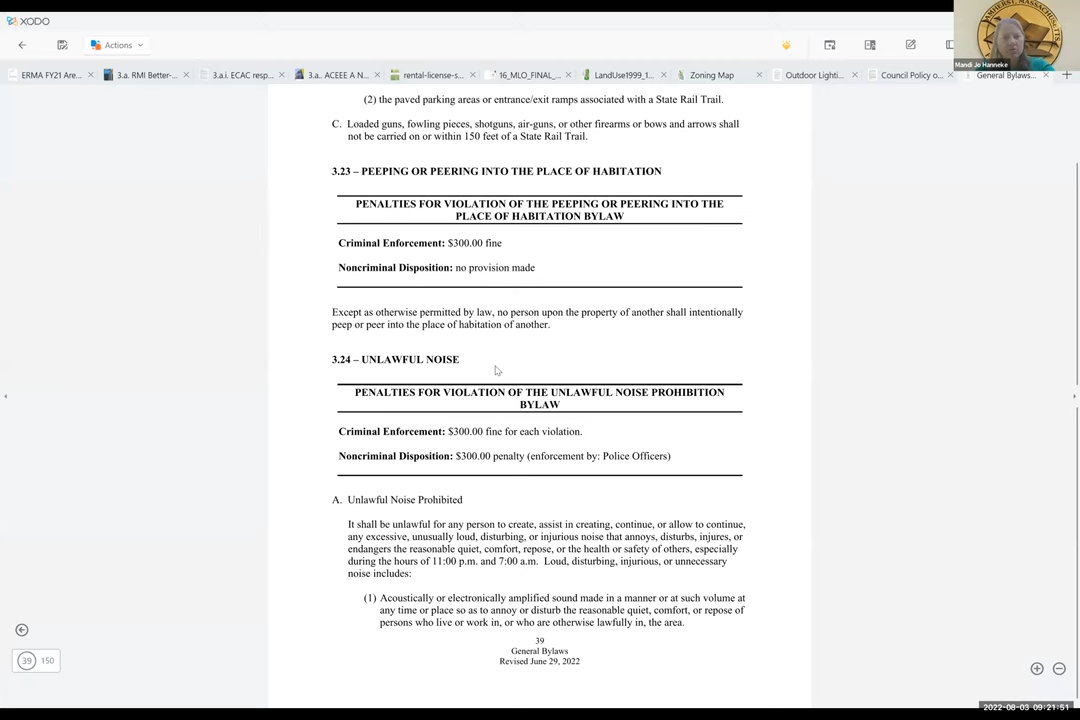 XODO
AMHERST, MASSACHUSETTS
Actions
Mandi Jo Hanneke
ERMA FY21 Are...
3.a. RMI Better-...
3.a.i. ECAC resp...
3.a.. ACEEE A N...
rental-license-s...
16_MLO_FINAL_...
LandUse1999_1...
Zoning Map
Outdoor Lighti...
Council Policy o...
General Bylaws...
(2) the paved parking areas or entrance/exit ramps associated with a State Rail Trail.
C. Loaded guns, fowling pieces, shotguns, air-guns, or other firearms or bows and arrows shall
not be carried on or within 150 feet of a State Rail Trail.
3.23 – PEEPING OR PEERING INTO THE PLACE OF HABITATION
PENALTIES FOR VIOLATION OF THE PEEPING OR PEERING INTO THE
PLACE OF HABITATION BYLAW
Criminal Enforcement: $300.00 fine
Noncriminal Disposition: no provision made
Except as otherwise permitted by law, no person upon the property of another shall intentionally
peep or peer into the place of habitation of another.
3.24 – UNLAWFUL NOISE
PENALTIES FOR VIOLATION OF THE UNLAWFUL NOISE PROHIBITION
BYLAW
Criminal Enforcement: $300.00 fine for each violation.
Noncriminal Disposition: $300.00 penalty (enforcement by: Police Officers)
A. Unlawful Noise Prohibited
It shall be unlawful for any person to create, assist in creating, continue, or allow to continue,
any excessive, unusually loud, disturbing, or injurious noise that annoys, disturbs, injures, or
endangers the reasonable quiet, comfort, repose, or the health or safety of others, especially
during the hours of 11:00 p.m. and 7:00 a.m. Loud, disturbing, injurious, or unnecessary
noise includes:
(1) Acoustically or electronically amplified sound made in a manner or at such volume at
any time or place so as to annoy or disturb the reasonable quiet, comfort, or repose of
persons who live or work in, or who are otherwise lawfully in, the area.
39
General Bylaws
Revised June 29, 2022
39 150
2022-08-03 09:21:51